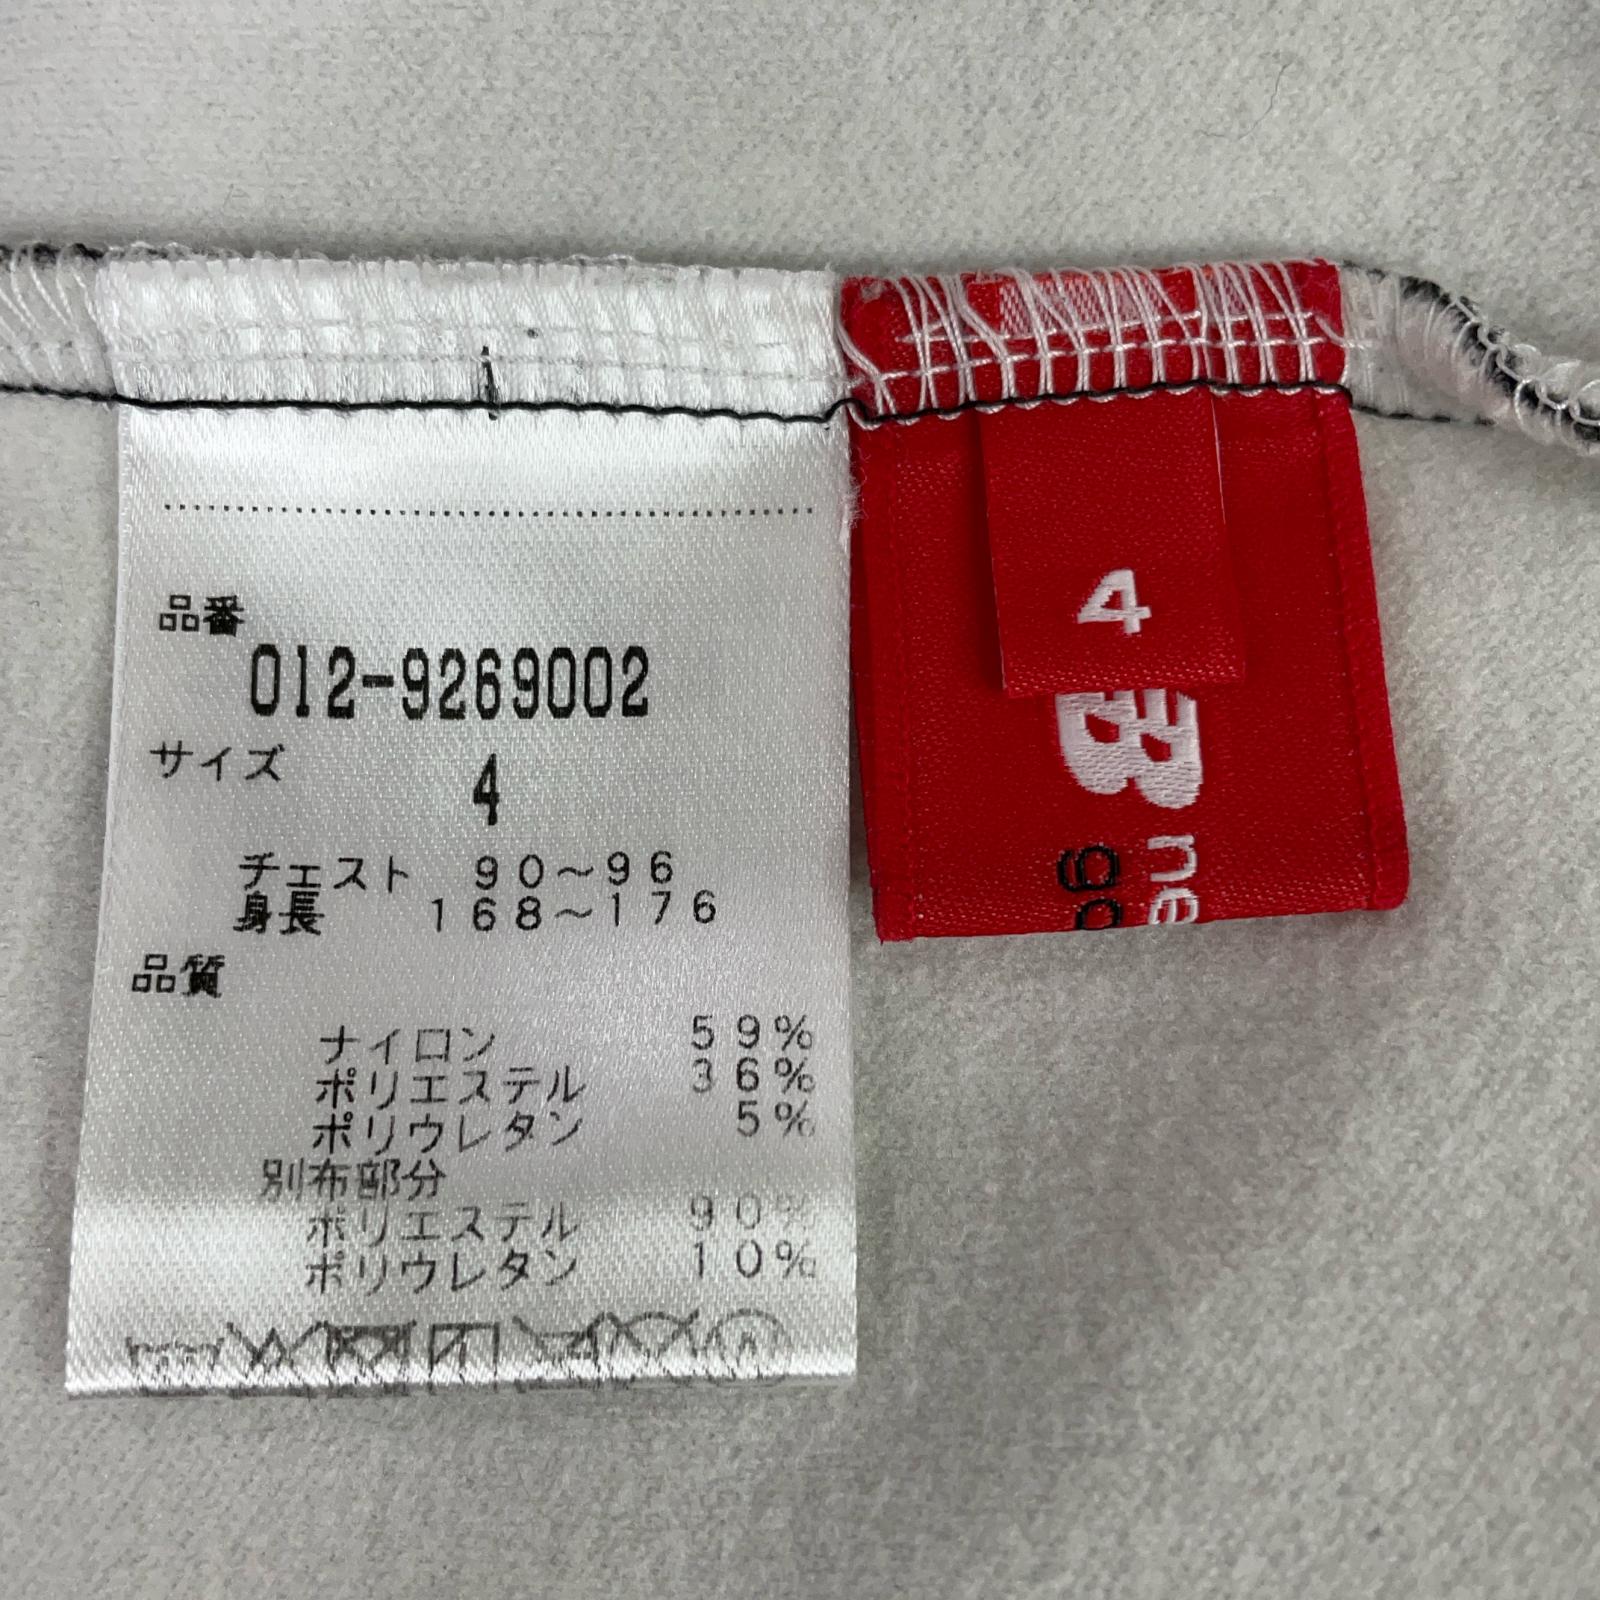 品番
012-9269002
サイズ
4
チェスト 90～96
身長 168～176
品質
ナイロン 59%
ポリエステル 36%
ポリウレタン 5%
別布部分
ポリエステル 90%
ポリウレタン 10%
4
ne
go